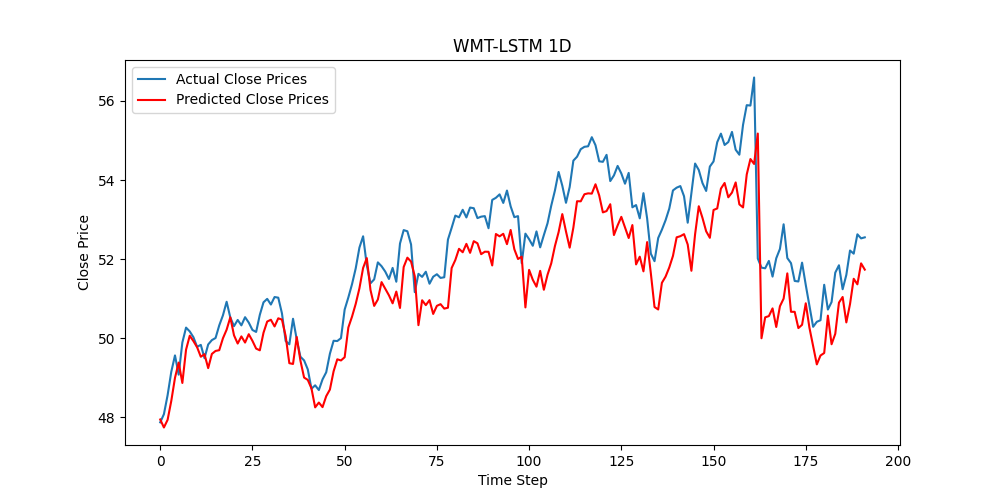 WMT-LSTM 1D
Actual Close Prices
Predicted Close Prices
Close Price
56
54
52
50
48
0 25 50 75 100 125 150 175 200
Time Step